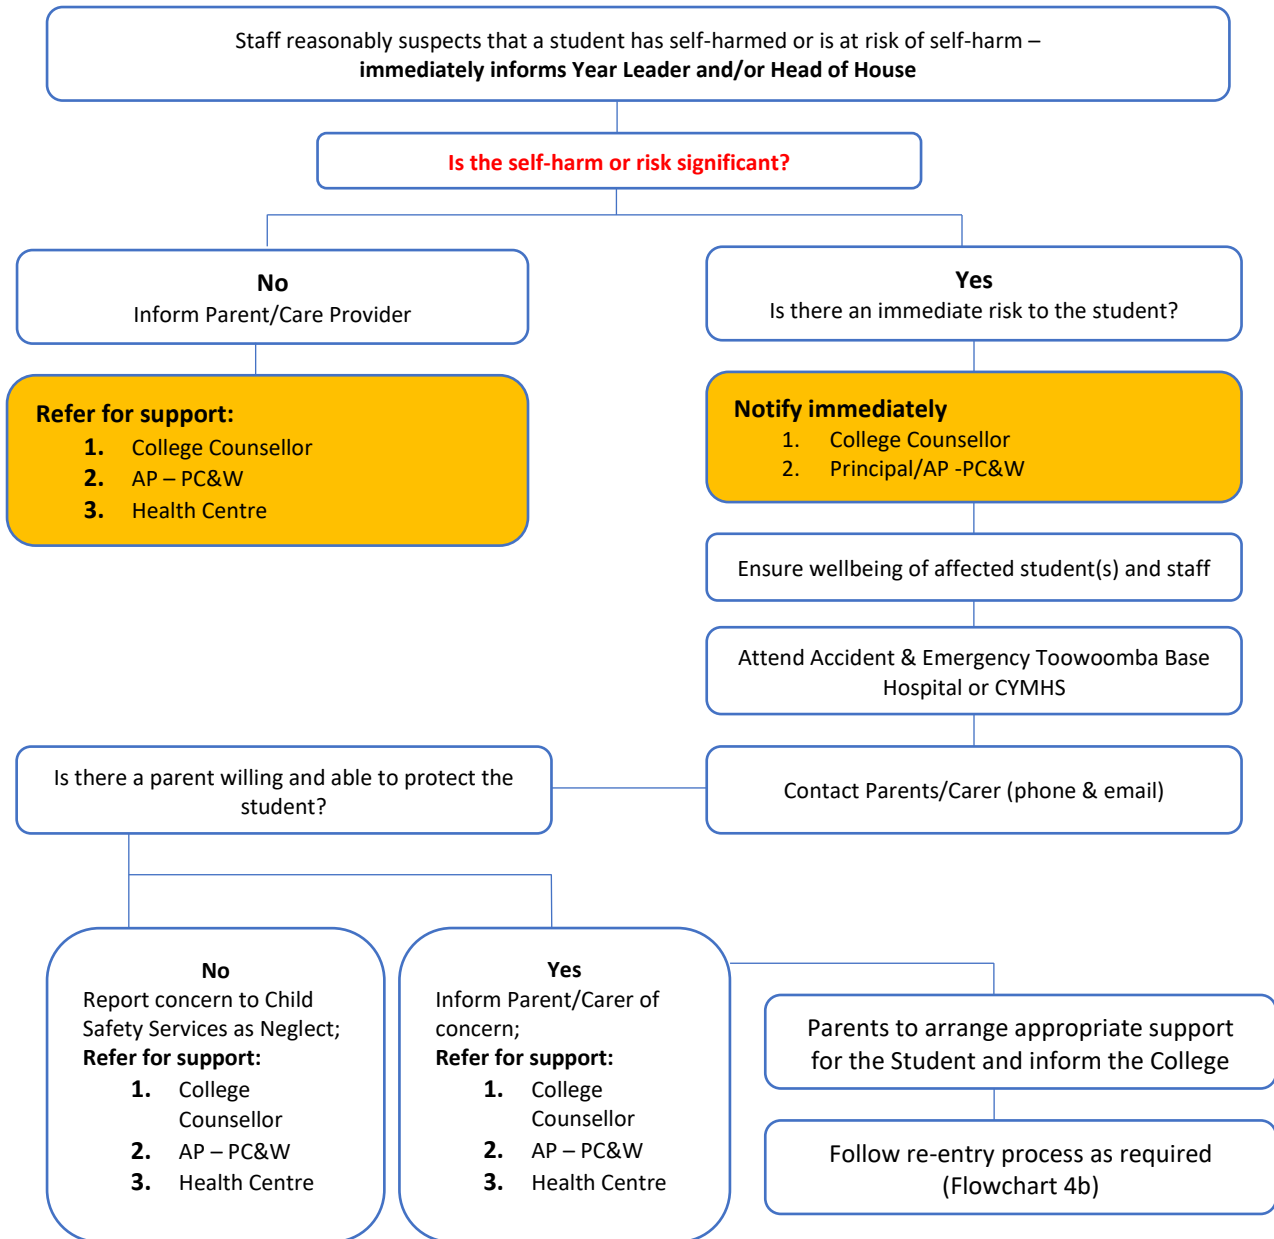 Staff reasonably suspects that a student has self-harmed or is at risk of self-harm –
immediately informs Year Leader and/or Head of House
Is the self-harm or risk significant?
No
Inform Parent/Care Provider
Yes
Is there an immediate risk to the student?
Refer for support:
1. College Counsellor
2. AP – PC&W
3. Health Centre
Notify immediately
1. College Counsellor
2. Principal/AP -PC&W
Ensure wellbeing of affected student(s) and staff
Attend Accident & Emergency Toowoomba Base
Hospital or CYMHS
Contact Parents/Carer (phone & email)
Is there a parent willing and able to protect the
student?
No
Report concern to Child
Safety Services as Neglect;
Refer for support:
1. College
Counsellor
2. AP – PC&W
3. Health Centre
Yes
Inform Parent/Carer of
concern;
Refer for support:
1. College
Counsellor
2. AP – PC&W
3. Health Centre
Parents to arrange appropriate support
for the Student and inform the College
Follow re-entry process as required
(Flowchart 4b)